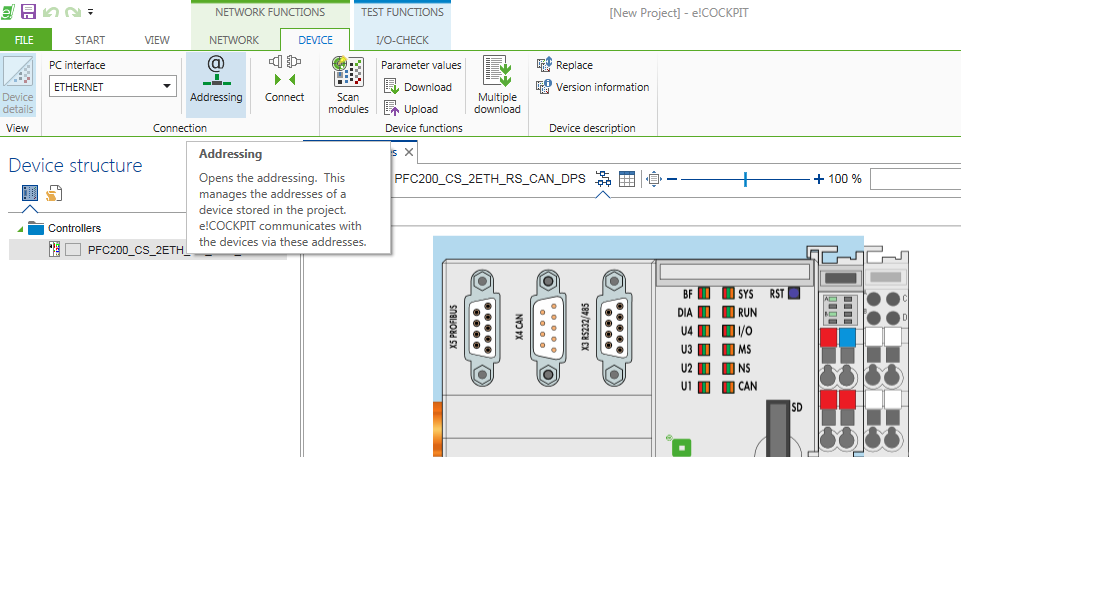 e!
NETWORK FUNCTIONS
TEST FUNCTIONS
[New Project] - e!COCKPIT
FILE
START
VIEW
NETWORK
DEVICE
I/O-CHECK
Device details
View
PC interface
ETHERNET
@
Addressing
Connect
Connection
Scan modules
Parameter values
Download
Upload
Device functions
Multiple download
Replace
Version information
Device description
Device structure
Addressing
Opens the addressing. This
manages the addresses of a
device stored in the project.
e!COCKPIT communicates with
the devices via these addresses.
s
PFC200_CS_2ETH_RS_CAN_DPS
100 %
Controllers
PFC200_CS_2ETH_
X5 PROFIBUS
X4 CAN
X3 RS232/485
BF SYS RST
DIA RUN
U4 I/O
U3 MS
U2 NS
U1 CAN
SD
A C
B D